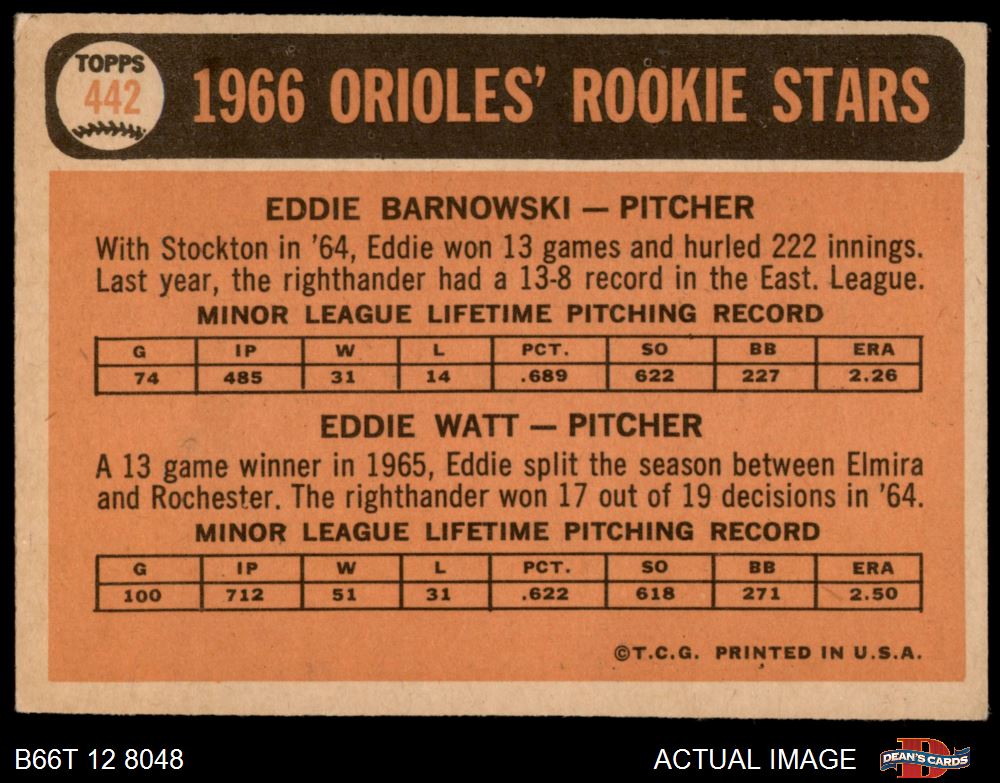 TOPPS
442
1966 ORIOLES' ROOKIE STARS
EDDIE BARNOWSKI — PITCHER
With Stockton in '64, Eddie won 13 games and hurled 222 innings.
Last year, the righthander had a 13-8 record in the East. League.
MINOR LEAGUE LIFETIME PITCHING RECORD
G IP W L PCT. SO BB ERA
74 485 31 14 .689 622 227 2.26
EDDIE WATT — PITCHER
A 13 game winner in 1965, Eddie split the season between Elmira
and Rochester. The righthander won 17 out of 19 decisions in '64.
MINOR LEAGUE LIFETIME PITCHING RECORD
G IP W L PCT. SO BB ERA
100 712 51 31 .622 618 271 2.50
©T.C.G. PRINTED IN U.S.A.
B66T 12 8048
ACTUAL IMAGE
DEAN'S CARDS